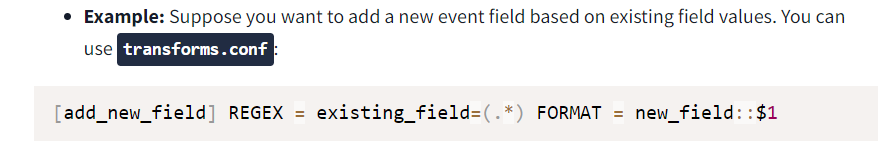 • Example: Suppose you want to add a new event field based on existing field values. You can
use transforms.conf:
[add_new_field] REGEX = existing_field=(.*) FORMAT = new_field::$1